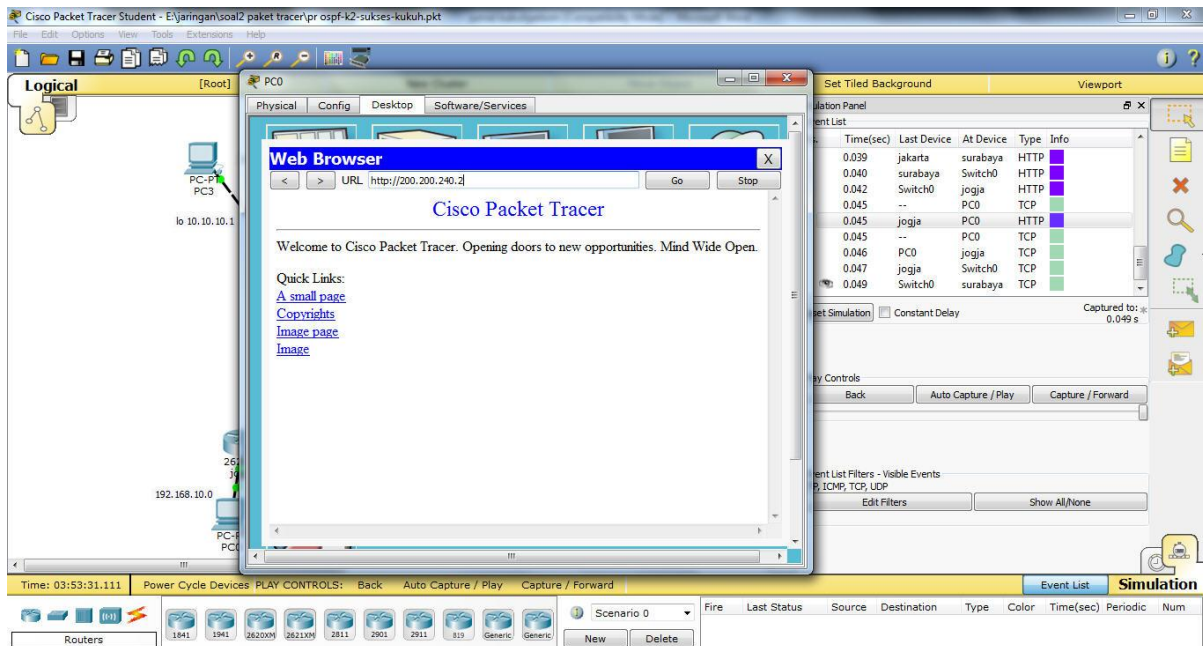 Cisco Packet Tracer Student - E:\jaringan\soal2 paket tracer\pr ospf-k2-sukses-kukuh.pkt
File Edit Options View Tools Extensions Help
Logical
[Root]
Set Tiled Background
Viewport
PC0
Physical
Config
Desktop
Software/Services
Web Browser
X
<
>
URL
http://200.200.240.2
Go
Stop
Cisco Packet Tracer
Welcome to Cisco Packet Tracer. Opening doors to new opportunities. Mind Wide Open.
Quick Links:
A small page
Copyrights
Image page
Image
PC-PT
PC3
lo 10.10.10.1
192.168.10.0
ulation Panel
ent List
Time(sec) Last Device At Device Type Info
0.039 jakarta surabaya HTTP
0.040 surabaya Switch0 HTTP
0.042 Switch0 jogja HTTP
0.045 -- PC0 TCP
0.045 jogja PC0 HTTP
0.045 -- PC0 TCP
0.046 PC0 jogja TCP
0.047 jogja Switch0 TCP
0.049 Switch0 surabaya TCP
set Simulation
Constant Delay
Captured to:
0.049 s
ay Controls
Back
Auto Capture / Play
Capture / Forward
ent List Filters - Visible Events
P, ICMP, TCP, UDP
Edit Filters
Show All/None
Time: 03:53:31.111 Power Cycle Devices PLAY CONTROLS: Back Auto Capture / Play Capture / Forward
Event List
Simulation
Routers
1841 1941 2620XM 2621XM 2811 2901 2911 819 Generic Generic
Scenario 0
New
Delete
Fire Last Status Source Destination Type Color Time(sec) Periodic Num